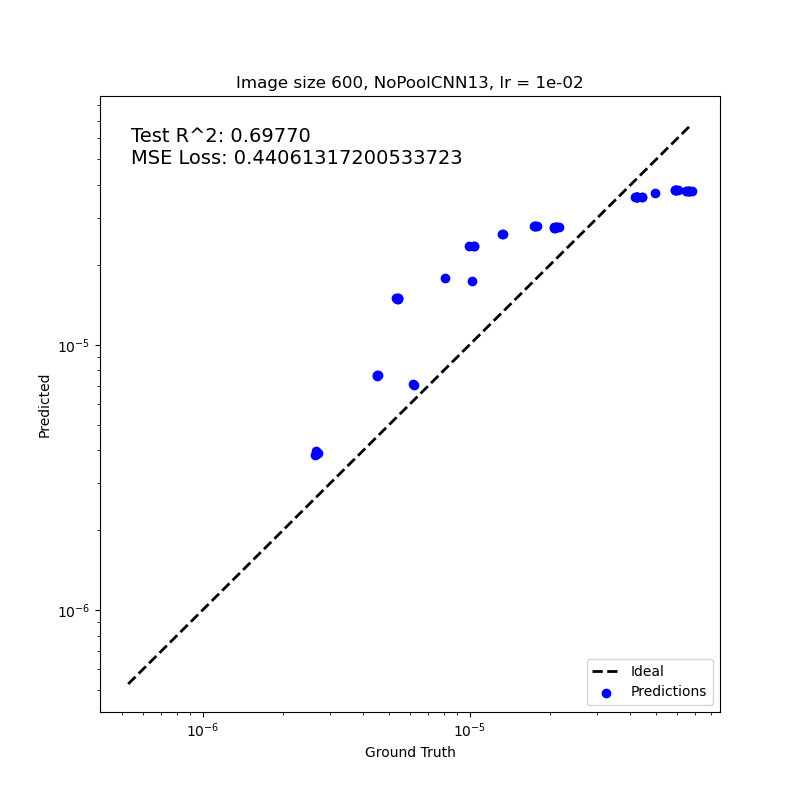 Image size 600, NoPoolCNN13, lr = 1e-02
Test R^2: 0.69770
MSE Loss: 0.44061317200533723
10⁻⁵
Predicted
10⁻⁶
Ideal
Predictions
10⁻⁶
10⁻⁵
Ground Truth